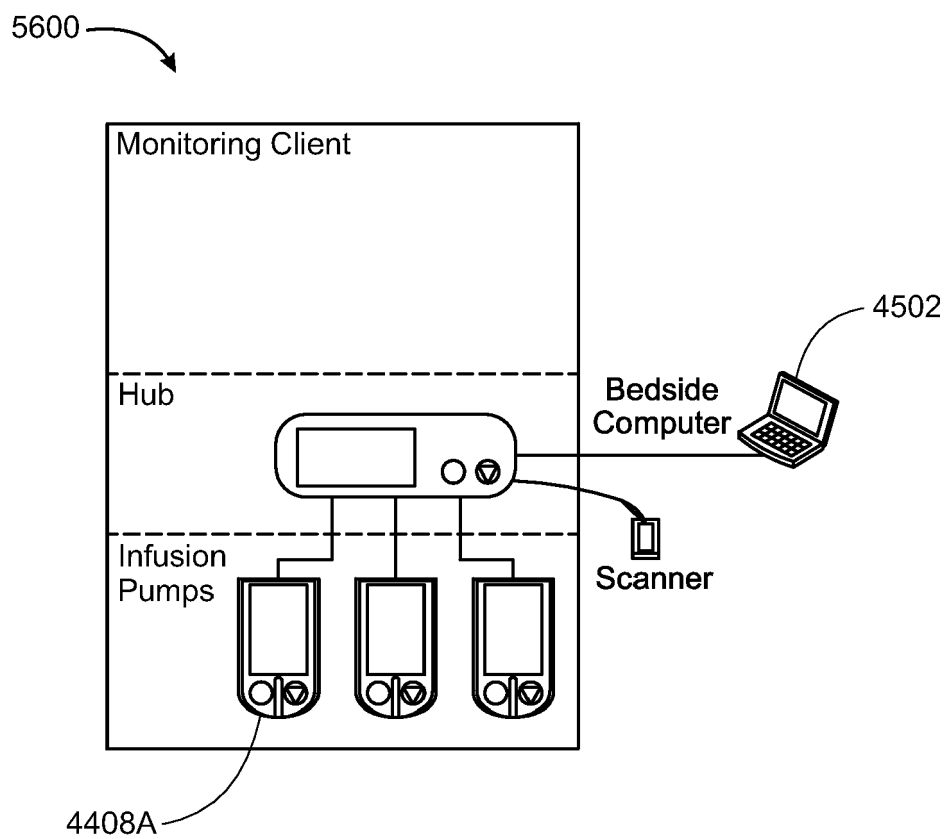 5600
Monitoring Client
4502
Hub
Bedside
Computer
Infusion
Pumps
Scanner
4408A